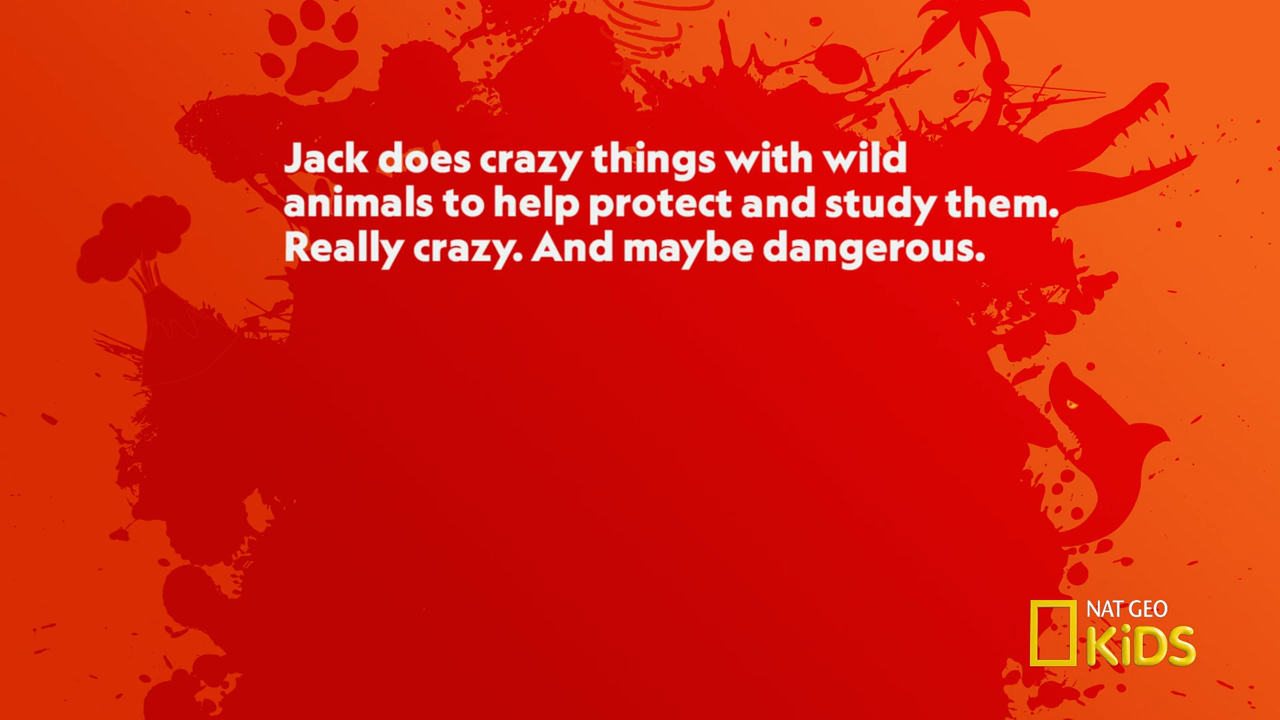 Jack does crazy things with wild
animals to help protect and study them.
Really crazy. And maybe dangerous.
NAT GEO
KiDS